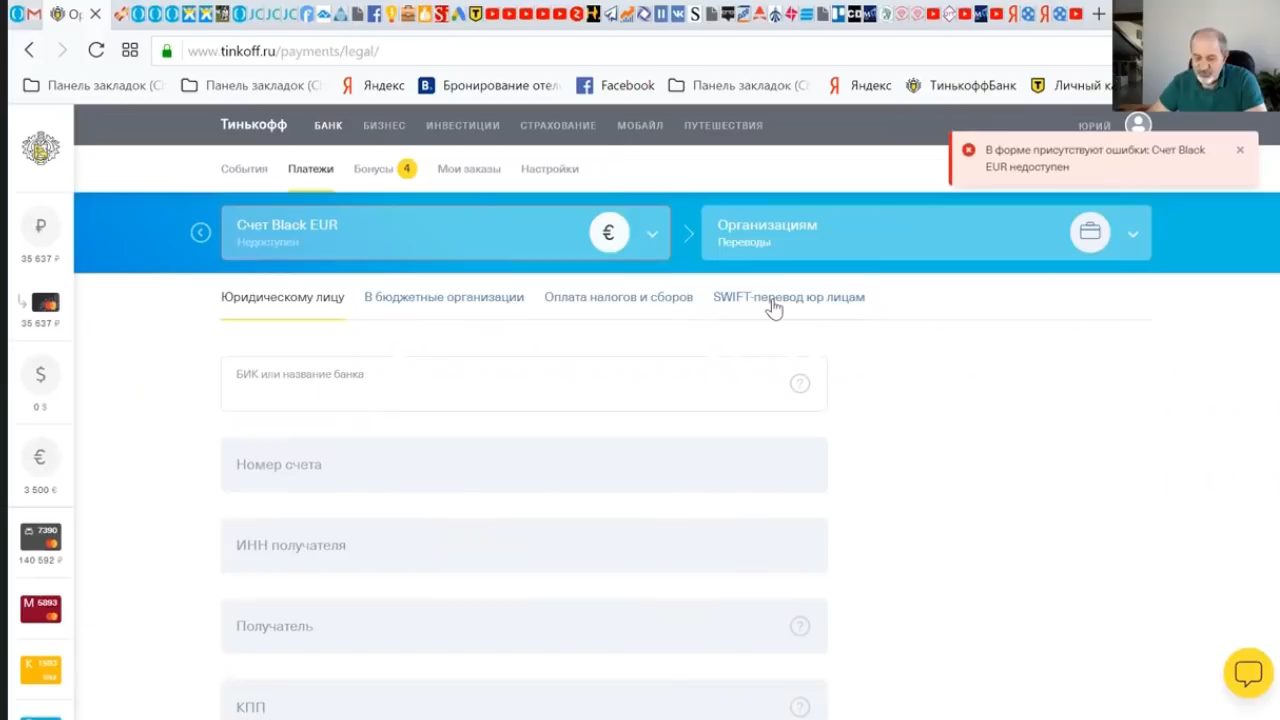 www.tinkoff.ru/payments/legal/
Панель закладок (С
Панель закладок (С
Яндекс
Бронирование отел
Facebook
Панель закладок (С
Яндекс
ТинькоффБанк
Личный ка
Тинькофф
БАНК
БИЗНЕС
ИНВЕСТИЦИИ
СТРАХОВАНИЕ
МОБАЙЛ
ПУТЕШЕСТВИЯ
ЮРИЙ
В форме присутствуют ошибки: Счет Black
EUR недоступен
События
Платежи
Бонусы 4
Мои заказы
Настройки
Счет Black EUR
Недоступен
€
Организациям
Переводы
₽
35 637 ₽
35 637 ₽
$
0 $
€
3 500 €
7390
140 592 ₽
M 5893
Юридическому лицу
В бюджетные организации
Оплата налогов и сборов
SWIFT-перевод юр лицам
БИК или название банка
?
Номер счета
ИНН получателя
Получатель
?
КПП
?